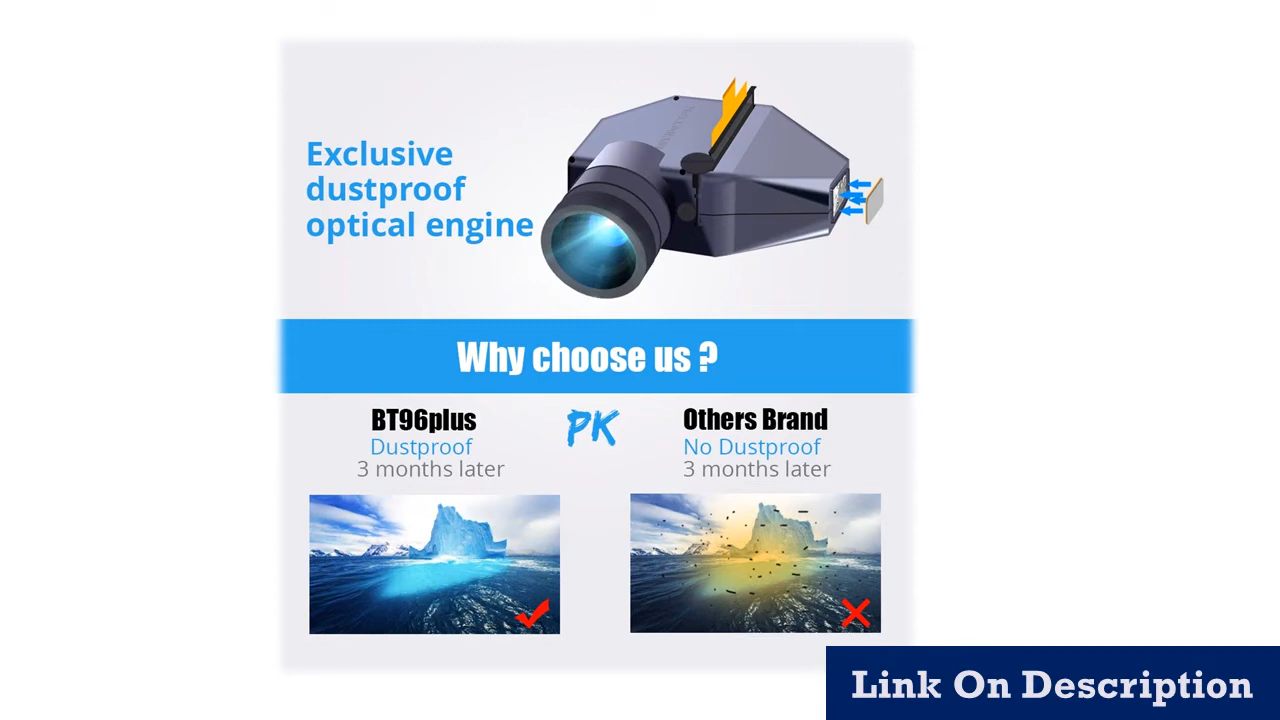 Exclusive
dustproof
optical engine
Why choose us ?
BT96plus
PK
Others Brand
Dustproof
No Dustproof
3 months later
3 months later
Link On Description